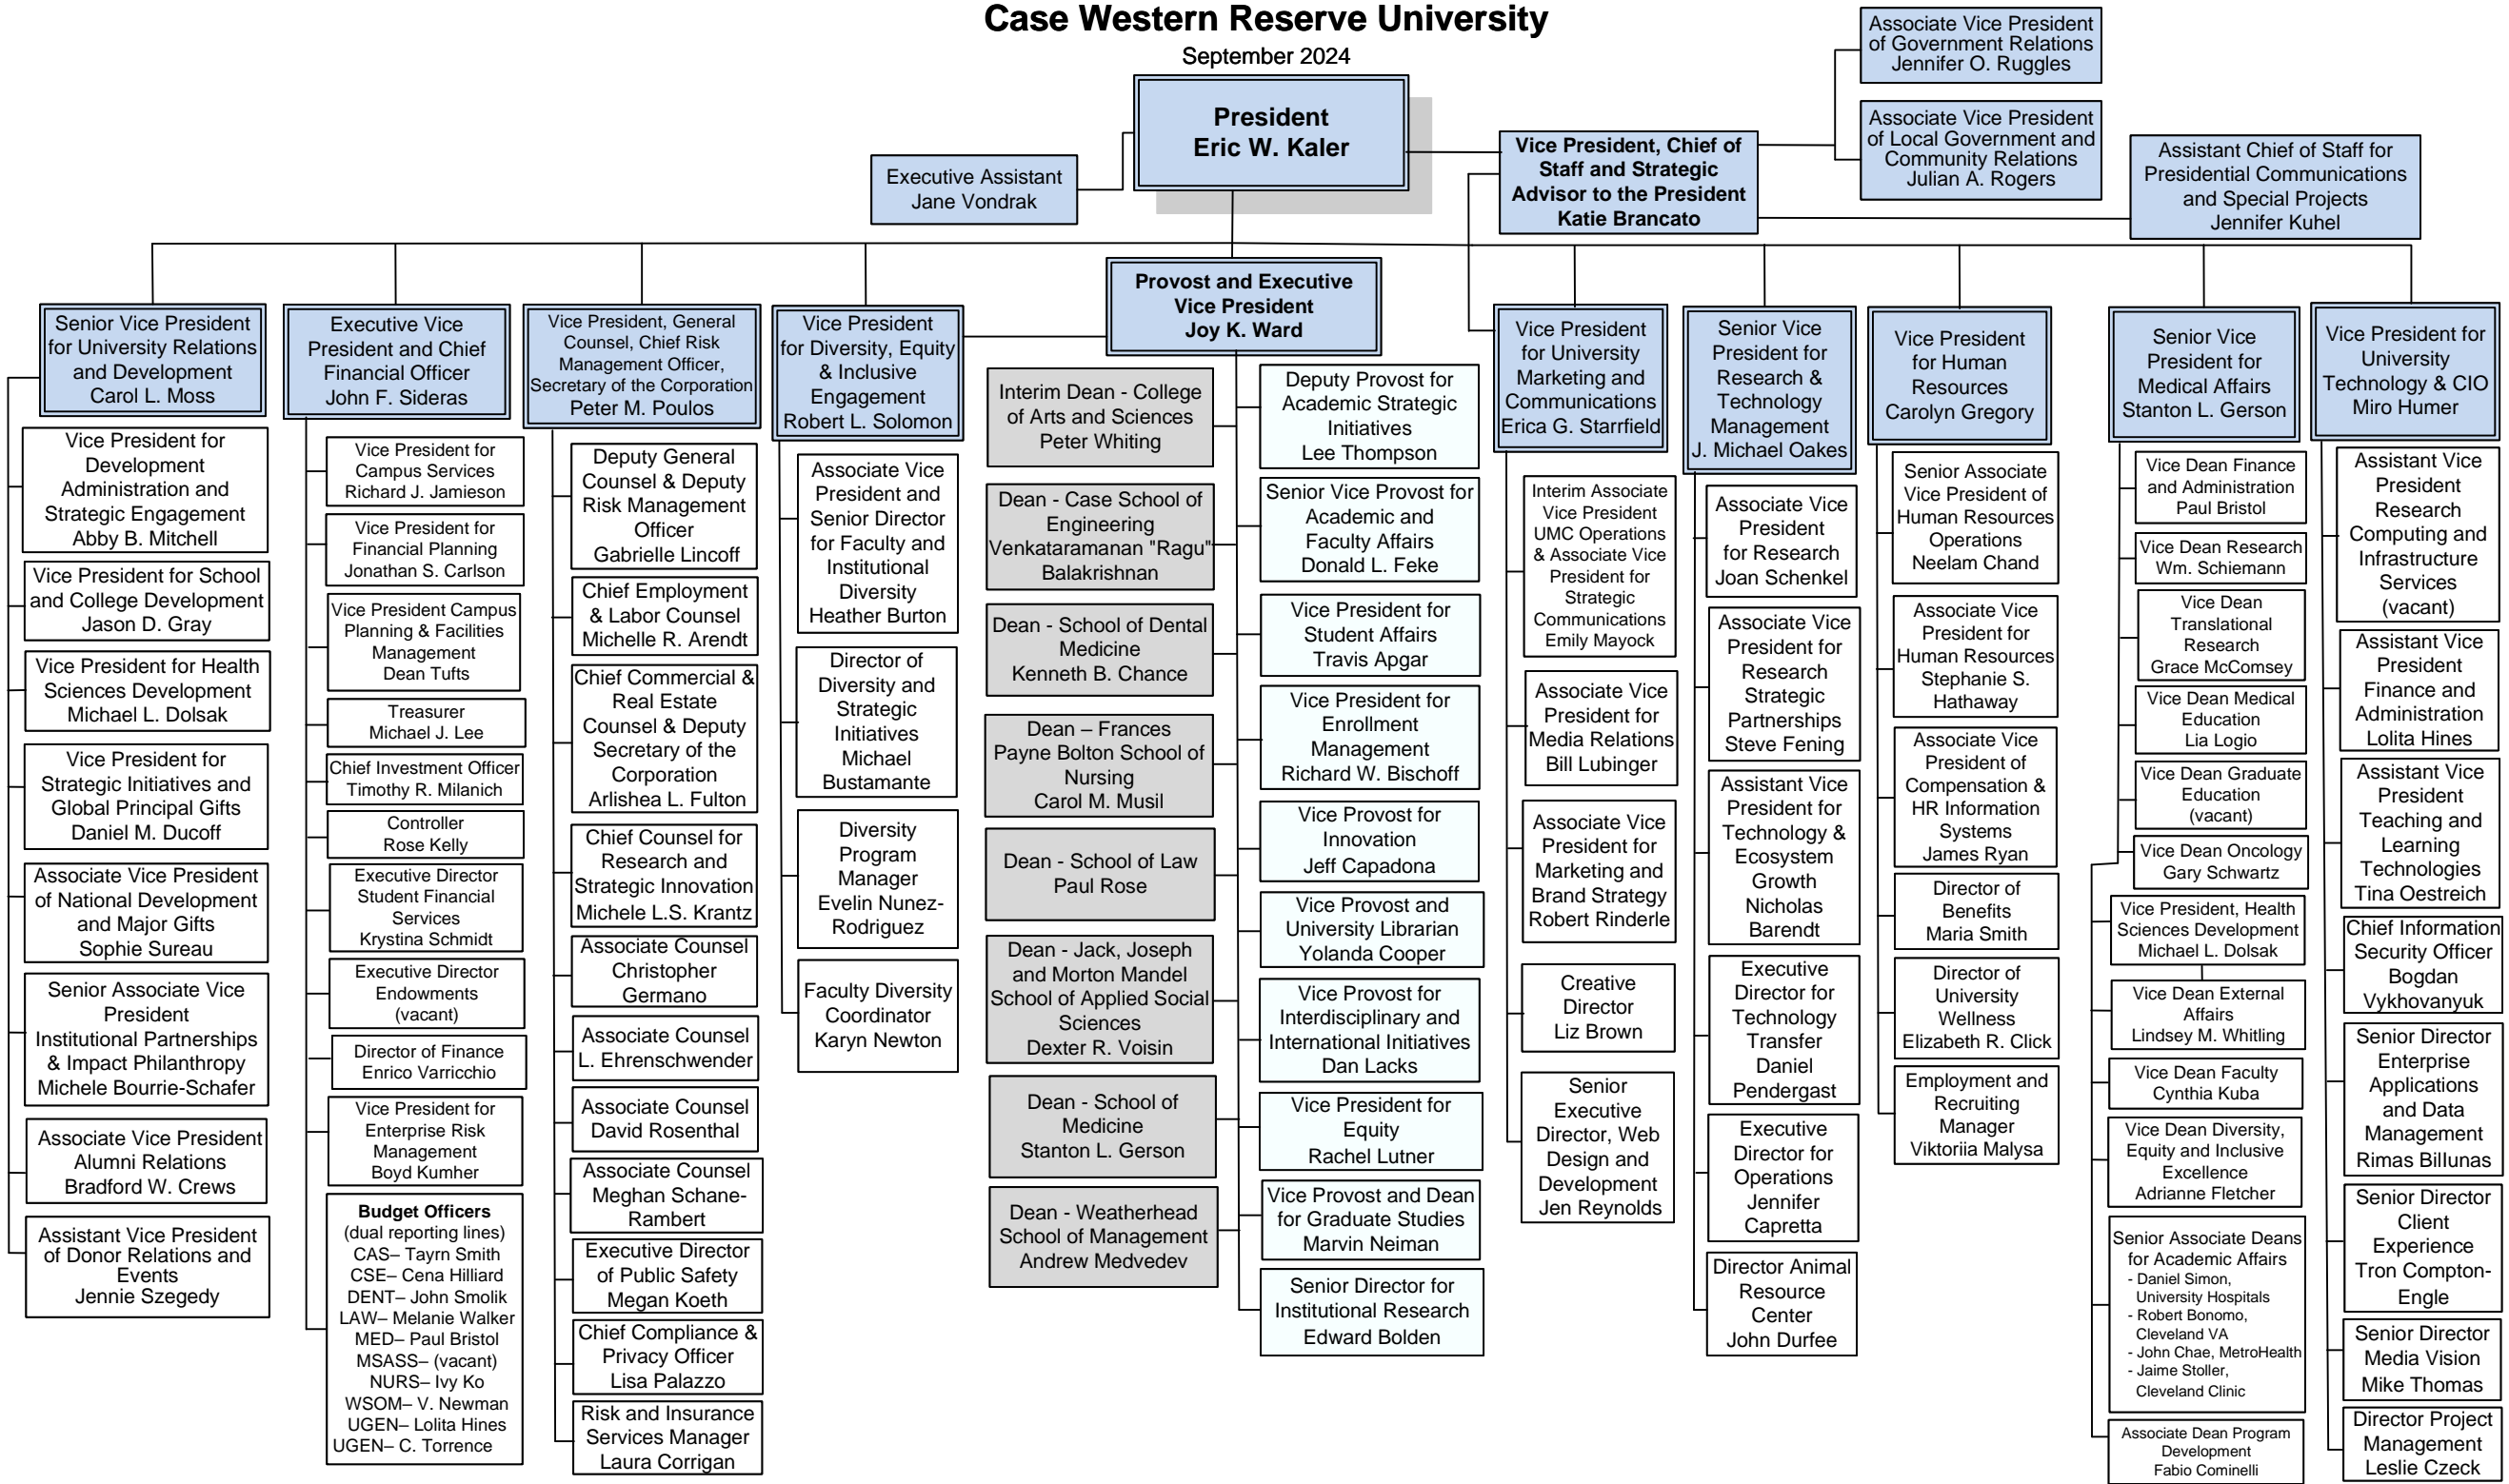 Case Western Reserve University
September 2024
President
Eric W. Kaler
Executive Assistant
Jane Vondrak
Vice President, Chief of
Staff and Strategic
Advisor to the President
Katie Brancato
Associate Vice President
of Government Relations
Jennifer O. Ruggles
Associate Vice President
of Local Government and
Community Relations
Julian A. Rogers
Assistant Chief of Staff for
Presidential Communications
and Special Projects
Jennifer Kuhel
Provost and Executive
Vice President
Joy K. Ward
Senior Vice President
for University Relations
and Development
Carol L. Moss
Vice President for
Development
Administration and
Strategic Engagement
Abby B. Mitchell
Vice President for School
and College Development
Jason D. Gray
Vice President for Health
Sciences Development
Michael L. Dolsak
Vice President for
Strategic Initiatives and
Global Principal Gifts
Daniel M. Ducoff
Associate Vice President
of National Development
and Major Gifts
Sophie Sureau
Senior Associate Vice
President
Institutional Partnerships
& Impact Philanthropy
Michele Bourrie-Schafer
Associate Vice President
Alumni Relations
Bradford W. Crews
Assistant Vice President
of Donor Relations and
Events
Jennie Szegedy
Executive Vice
President and Chief
Financial Officer
John F. Sideras
Vice President for
Campus Services
Richard J. Jamieson
Vice President for
Financial Planning
Jonathan S. Carlson
Vice President Campus
Planning & Facilities
Management
Dean Tufts
Treasurer
Michael J. Lee
Chief Investment Officer
Timothy R. Milanich
Controller
Rose Kelly
Executive Director
Student Financial
Services
Krystina Schmidt
Executive Director
Endowments
(vacant)
Director of Finance
Enrico Varricchio
Vice President for
Enterprise Risk
Management
Boyd Kumher
Budget Officers
(dual reporting lines)
CAS– Tayrn Smith
CSE– Cena Hilliard
DENT– John Smolik
LAW– Melanie Walker
MED– Paul Bristol
MSASS– (vacant)
NURS– Ivy Ko
WSOM– V. Newman
UGEN– Lolita Hines
UGEN– C. Torrence
Vice President, General
Counsel, Chief Risk
Management Officer,
Secretary of the Corporation
Peter M. Poulos
Deputy General
Counsel & Deputy
Risk Management
Officer
Gabrielle Lincoff
Chief Employment
& Labor Counsel
Michelle R. Arendt
Chief Commercial &
Real Estate
Counsel & Deputy
Secretary of the
Corporation
Arlishea L. Fulton
Chief Counsel for
Research and
Strategic Innovation
Michele L.S. Krantz
Associate Counsel
Christopher
Germano
Associate Counsel
L. Ehrenschwender
Associate Counsel
David Rosenthal
Associate Counsel
Meghan Schane-
Rambert
Executive Director
of Public Safety
Megan Koeth
Chief Compliance &
Privacy Officer
Lisa Palazzo
Risk and Insurance
Services Manager
Laura Corrigan
Vice President
for Diversity, Equity
& Inclusive
Engagement
Robert L. Solomon
Associate Vice
President and
Senior Director
for Faculty and
Institutional
Diversity
Heather Burton
Director of
Diversity and
Strategic
Initiatives
Michael
Bustamante
Diversity
Program
Manager
Evelin Nunez-
Rodriguez
Faculty Diversity
Coordinator
Karyn Newton
Interim Dean - College
of Arts and Sciences
Peter Whiting
Dean - Case School of
Engineering
Venkataramanan "Ragu"
Balakrishnan
Dean - School of Dental
Medicine
Kenneth B. Chance
Dean – Frances
Payne Bolton School of
Nursing
Carol M. Musil
Dean - School of Law
Paul Rose
Dean - Jack, Joseph
and Morton Mandel
School of Applied Social
Sciences
Dexter R. Voisin
Dean - School of
Medicine
Stanton L. Gerson
Dean - Weatherhead
School of Management
Andrew Medvedev
Deputy Provost for
Academic Strategic
Initiatives
Lee Thompson
Senior Vice Provost for
Academic and
Faculty Affairs
Donald L. Feke
Vice President for
Student Affairs
Travis Apgar
Vice President for
Enrollment
Management
Richard W. Bischoff
Vice Provost for
Innovation
Jeff Capadona
Vice Provost and
University Librarian
Yolanda Cooper
Vice Provost for
Interdisciplinary and
International Initiatives
Dan Lacks
Vice President for
Equity
Rachel Lutner
Vice Provost and Dean
for Graduate Studies
Marvin Neiman
Senior Director for
Institutional Research
Edward Bolden
Vice President
for University
Marketing and
Communications
Erica G. Starrfield
Interim Associate
Vice President
UMC Operations
& Associate Vice
President for
Strategic
Communications
Emily Mayock
Associate Vice
President for
Media Relations
Bill Lubinger
Associate Vice
President for
Marketing and
Brand Strategy
Robert Rinderle
Creative
Director
Liz Brown
Senior
Executive
Director, Web
Design and
Development
Jen Reynolds
Senior Vice
President for
Research &
Technology
Management
J. Michael Oakes
Associate Vice
President
for Research
Joan Schenkel
Associate Vice
President for
Research
Strategic
Partnerships
Steve Fening
Assistant Vice
President for
Technology &
Ecosystem
Growth
Nicholas
Barendt
Executive
Director for
Technology
Transfer
Daniel
Pendergast
Executive
Director for
Operations
Jennifer
Capretta
Director Animal
Resource
Center
John Durfee
Vice President
for Human
Resources
Carolyn Gregory
Senior Associate
Vice President of
Human Resources
Operations
Neelam Chand
Associate Vice
President for
Human Resources
Stephanie S.
Hathaway
Associate Vice
President of
Compensation &
HR Information
Systems
James Ryan
Director of
Benefits
Maria Smith
Director of
University
Wellness
Elizabeth R. Click
Employment and
Recruiting
Manager
Viktoriia Malysa
Senior Vice
President for
Medical Affairs
Stanton L. Gerson
Vice Dean Finance
and Administration
Paul Bristol
Vice Dean Research
Wm. Schiemann
Vice Dean
Translational
Research
Grace McComsey
Vice Dean Medical
Education
Lia Logio
Vice Dean Graduate
Education
(vacant)
Vice Dean Oncology
Gary Schwartz
Vice President, Health
Sciences Development
Michael L. Dolsak
Vice Dean External
Affairs
Lindsey M. Whitling
Vice Dean Faculty
Cynthia Kuba
Vice Dean Diversity,
Equity and Inclusive
Excellence
Adrianne Fletcher
Senior Associate Deans
for Academic Affairs
- Daniel Simon,
University Hospitals
- Robert Bonomo,
Cleveland VA
- John Chae, MetroHealth
- Jaime Stoller,
Cleveland Clinic
Associate Dean Program
Development
Fabio Cominelli
Vice President for
University
Technology & CIO
Miro Humer
Assistant Vice
President
Research
Computing and
Infrastructure
Services
(vacant)
Assistant Vice
President
Finance and
Administration
Lolita Hines
Assistant Vice
President
Teaching and
Learning
Technologies
Tina Oestreich
Chief Information
Security Officer
Bogdan
Vykhovanyuk
Senior Director
Enterprise
Applications
and Data
Management
Rimas Billunas
Senior Director
Client
Experience
Tron Compton-
Engle
Senior Director
Media Vision
Mike Thomas
Director Project
Management
Leslie Czeck